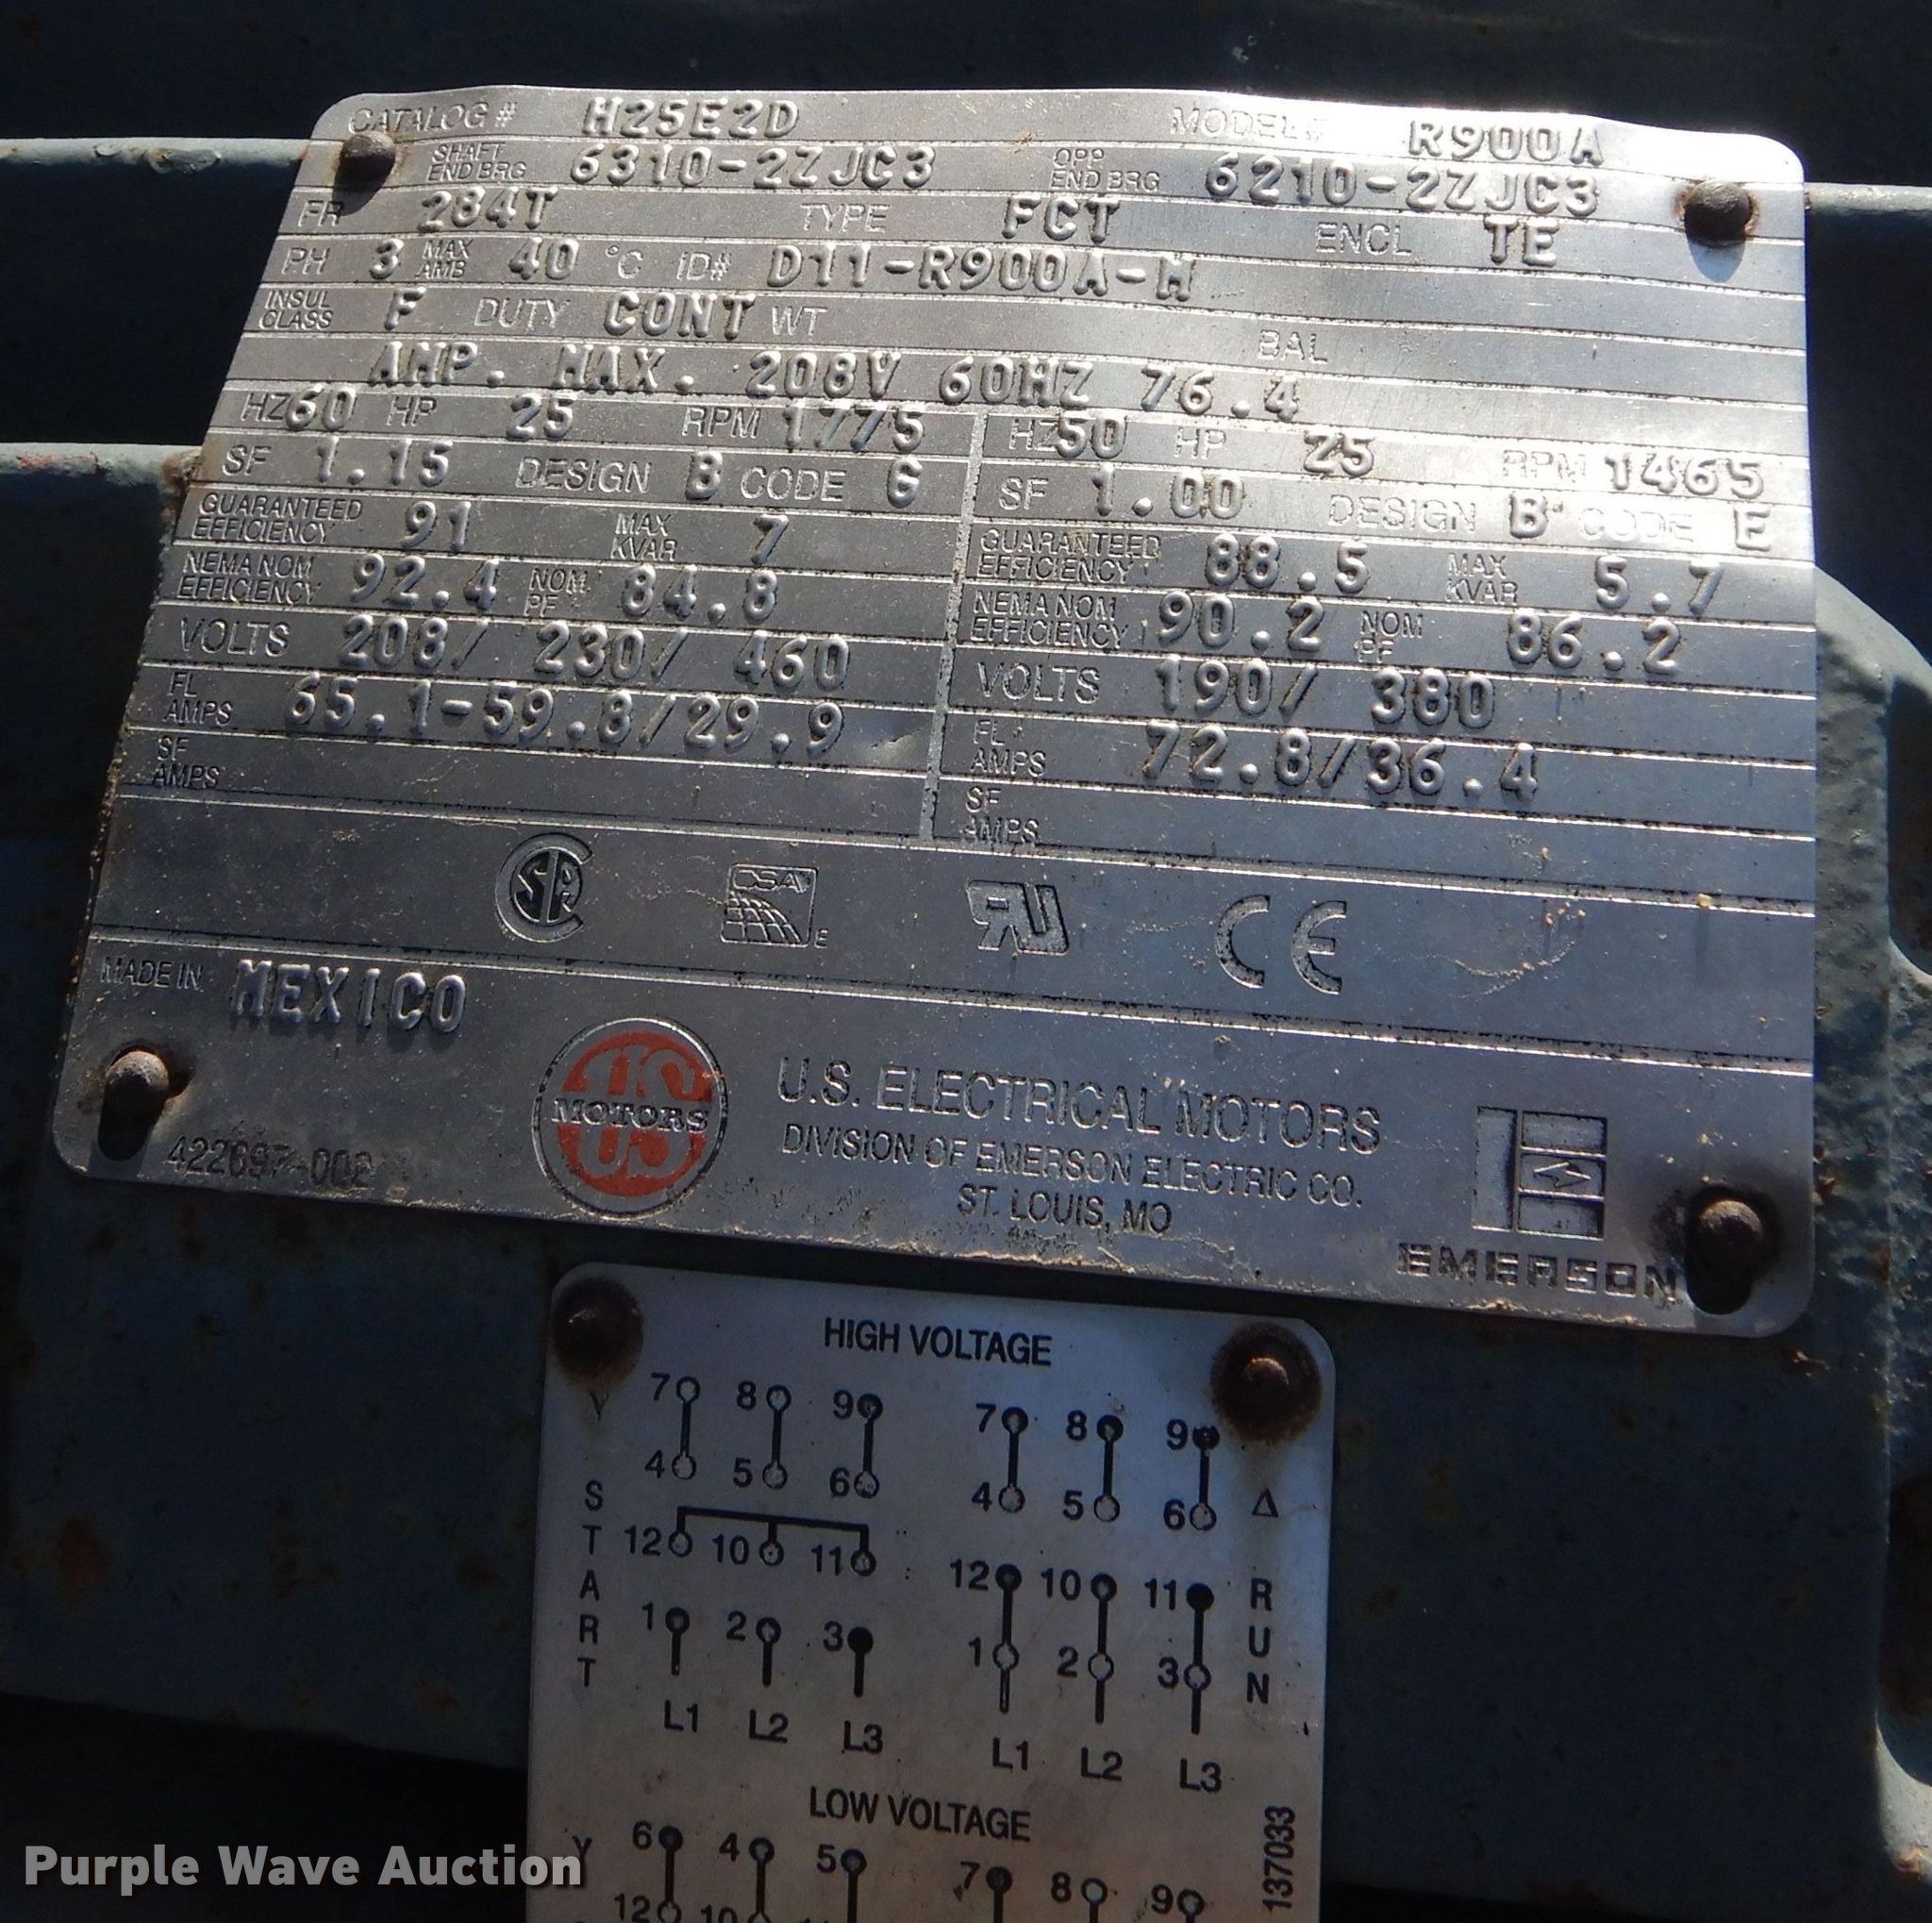 CATALOG # H25E2D MODEL# R900A
SHAFT END BRG 6310-2ZJC3 OPP END BRG 6210-2ZJC3
FR 284T TYPE FCT ENCL TE
PH 3 MAX AMB 40 °C ID# D11-R900A-M
INSUL CLASS F DUTY CONT WT BAL
AMP. MAX. 208V 60HZ 76.4
HZ 60 HP 25 RPM 1775
SF 1.15 DESIGN B CODE G
GUARANTEED EFFICIENCY 91 MAX KVAR 7
NEMA NOM EFFICIENCY 92.4 NOM PF 84.8
VOLTS 208/ 230/ 460
FL AMPS 65.1-59.8/29.9
SF AMPS
HZ 50 HP 25 RPM 1465
SF 1.00 DESIGN B CODE E
GUARANTEED EFFICIENCY 88.5 MAX KVAR 5.7
NEMA NOM EFFICIENCY 90.2 NOM PF 86.2
VOLTS 190/ 380
FL AMPS 72.8/36.4
SF AMPS
SA CSA E RU CE
MADE IN MEXICO
US MOTORS
U.S. ELECTRICAL MOTORS
DIVISION OF EMERSON ELECTRIC CO.
ST. LOUIS, MO
EMERSON
422697-002
HIGH VOLTAGE
Y START
7 8 9
4 5 6
12 10 11
1 2 3
L1 L2 L3
7 8 9
4 5 6
12 10 11
1 2 3
L1 L2 L3
Δ RUN
LOW VOLTAGE
Y 6 4 5 7 8 9
12 10
137033
Purple Wave Auction